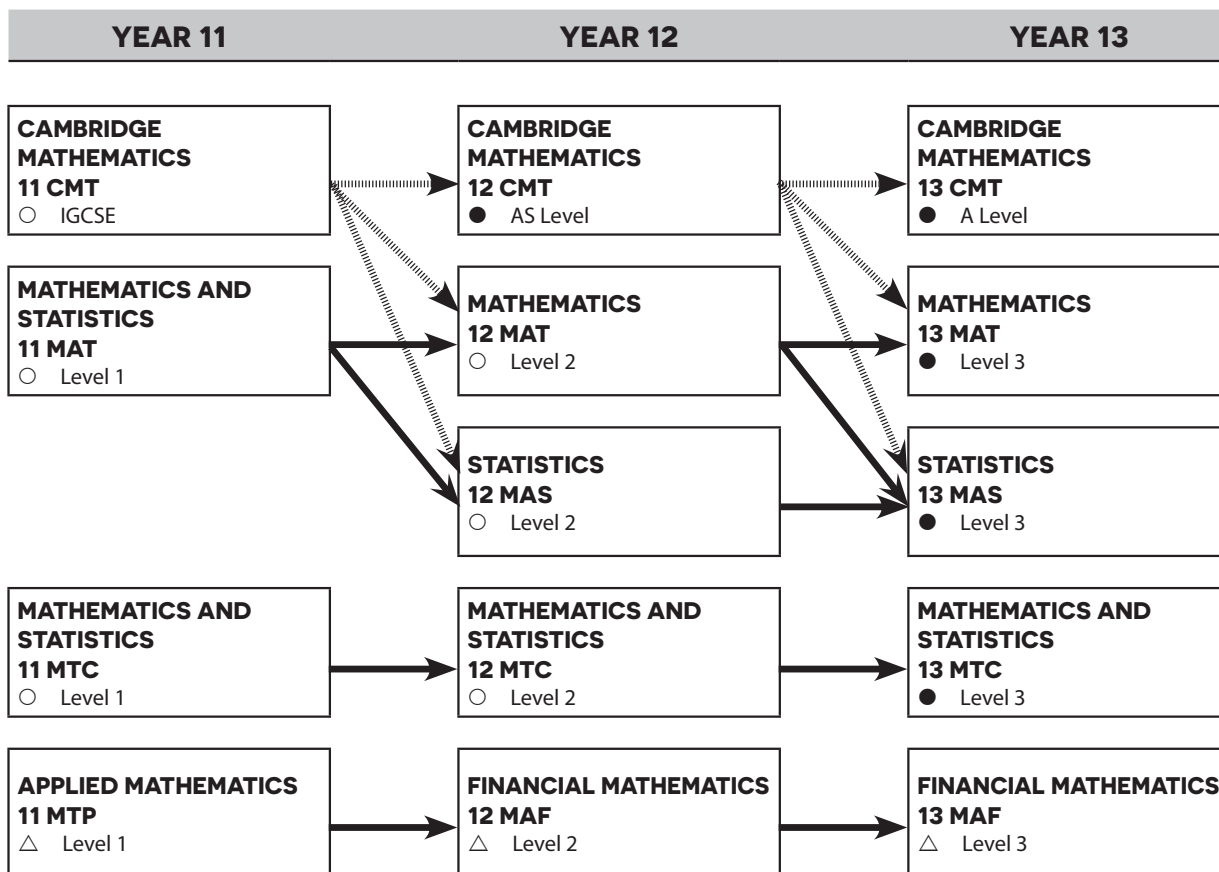 YEAR 11
YEAR 12
YEAR 13
CAMBRIDGE
MATHEMATICS
11 CMT
○ IGCSE
CAMBRIDGE
MATHEMATICS
12 CMT
● AS Level
CAMBRIDGE
MATHEMATICS
13 CMT
● A Level
MATHEMATICS AND
STATISTICS
11 MAT
○ Level 1
MATHEMATICS
12 MAT
○ Level 2
MATHEMATICS
13 MAT
● Level 3
STATISTICS
12 MAS
○ Level 2
STATISTICS
13 MAS
● Level 3
MATHEMATICS AND
STATISTICS
11 MTC
○ Level 1
MATHEMATICS AND
STATISTICS
12 MTC
○ Level 2
MATHEMATICS AND
STATISTICS
13 MTC
● Level 3
APPLIED MATHEMATICS
11 MTP
△ Level 1
FINANCIAL MATHEMATICS
12 MAF
△ Level 2
FINANCIAL MATHEMATICS
13 MAF
△ Level 3